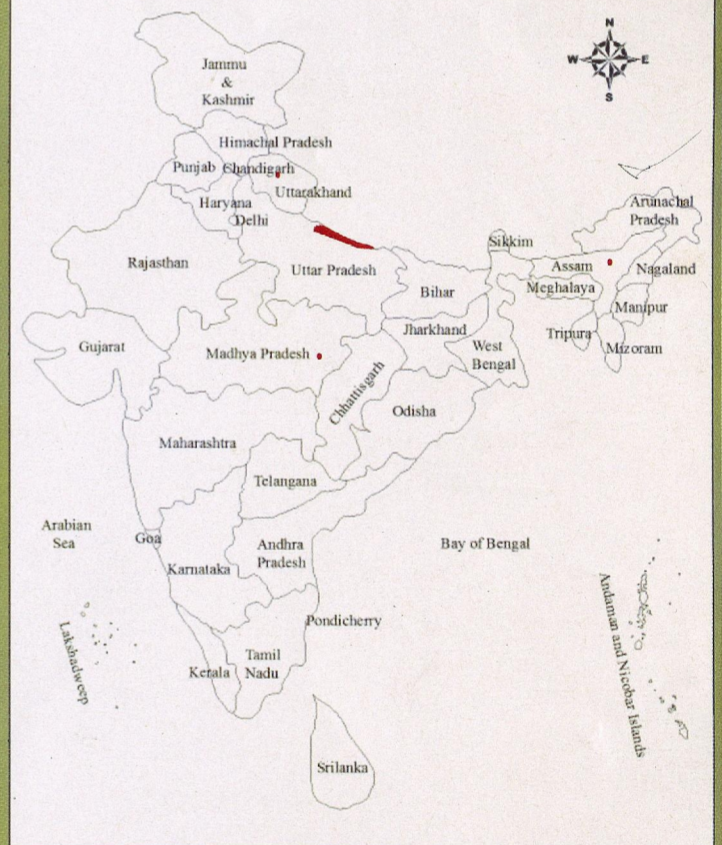 N
W E
S
Jammu
&
Kashmir
Himachal Pradesh
Punjab
Chandigarh
Uttarakhand
Haryana
Delhi
Arunachal
Pradesh
Sikkim
Rajasthan
Uttar Pradesh
Assam
Nagaland
Bihar
Meghalaya
Manipur
Jharkhand
Tripura
Gujarat
Madhya Pradesh
West
Bengal
Mizoram
Chhattisgarh
Odisha
Maharashtra
Telangana
Arabian
Sea
Goa
Andhra
Pradesh
Bay of Bengal
Karnataka
Pondicherry
Lakshadweep
Andaman and Nicobar Islands
Kerala
Tamil
Nadu
Srilanka